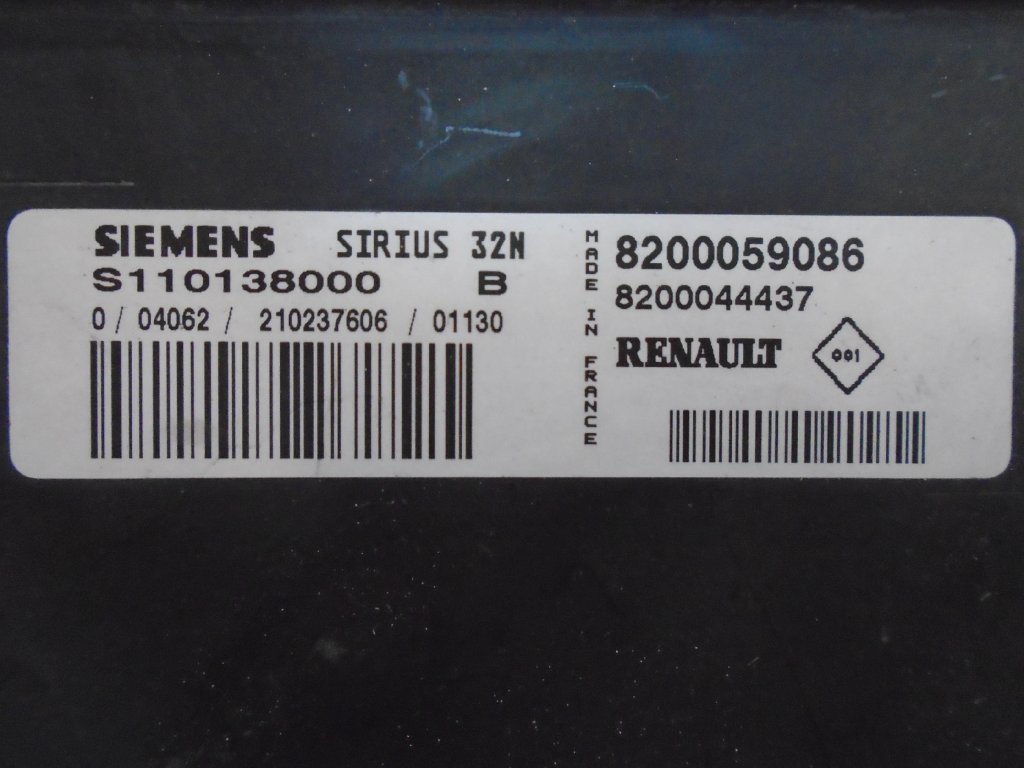 SIEMENS SIRIUS 32N
S110138000 B
0 / 04062 / 210237606 / 01130
MADE IN FRANCE
8200059086
8200044437
RENAULT 001